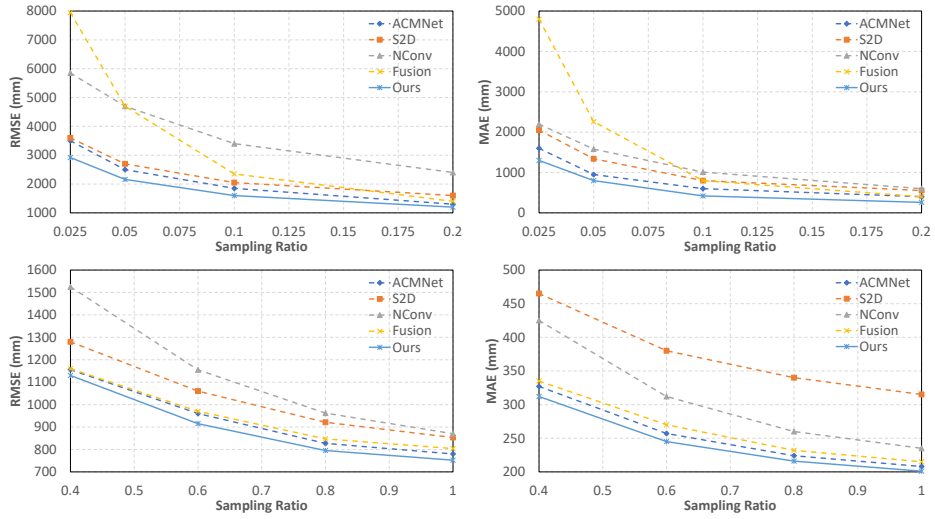 8000
7000
6000
5000
4000
3000
2000
1000
RMSE (mm)
0.025 0.05 0.075 0.1 0.125 0.15 0.175 0.2
Sampling Ratio
ACMNet
S2D
NConv
Fusion
Ours
5000
4000
3000
2000
1000
0
MAE (mm)
0.025 0.05 0.075 0.1 0.125 0.15 0.175 0.2
Sampling Ratio
ACMNet
S2D
NConv
Fusion
Ours
1600
1500
1400
1300
1200
1100
1000
900
800
700
RMSE (mm)
0.4 0.5 0.6 0.7 0.8 0.9 1
Sampling Ratio
ACMNet
S2D
NConv
Fusion
Ours
500
450
400
350
300
250
200
MAE (mm)
0.4 0.5 0.6 0.7 0.8 0.9 1
Sampling Ratio
ACMNet
S2D
NConv
Fusion
Ours